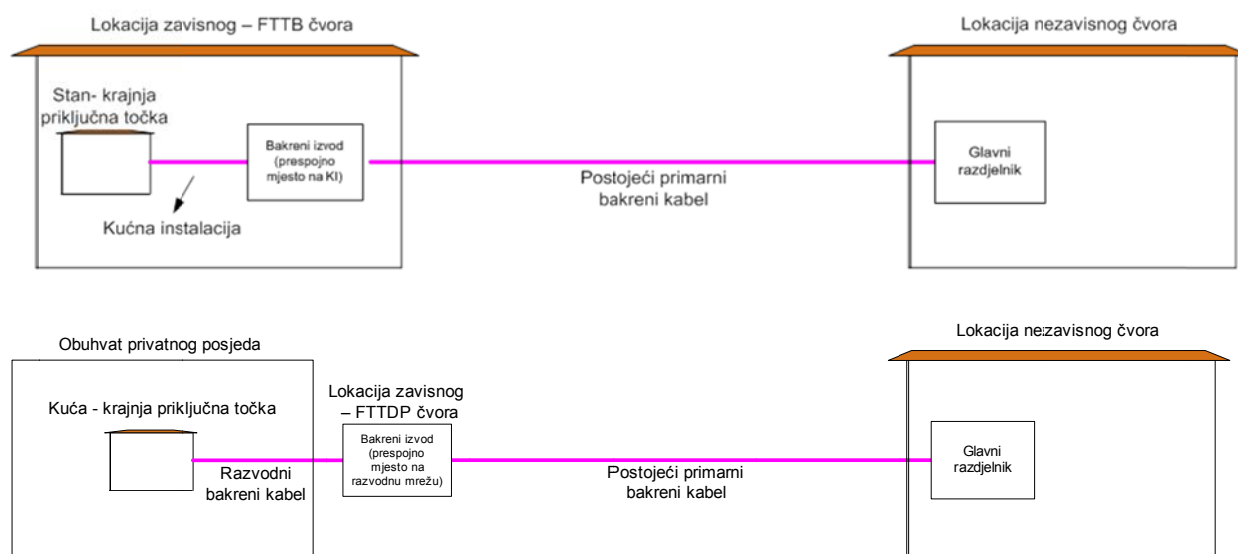 Lokacija zavisnog – FTTB čvora
Lokacija nezavisnog čvora
Stan- krajnja
priključna točka
Bakreni izvod
(prespojno
mjesto na KI)
Glavni
razdjelnik
Postojeći primarni
bakreni kabel
Kućna instalacija
Obuhvat privatnog posjeda
Lokacija nezavisnog čvora
Kuća - krajnja priključna točka
Lokacija zavisnog
– FTTDP čvora
Bakreni izvod
(prespojno
mjesto na
razvodnu mrežu)
Glavni
razdjelnik
Razvodni
bakreni kabel
Postojeći primarni
bakreni kabel